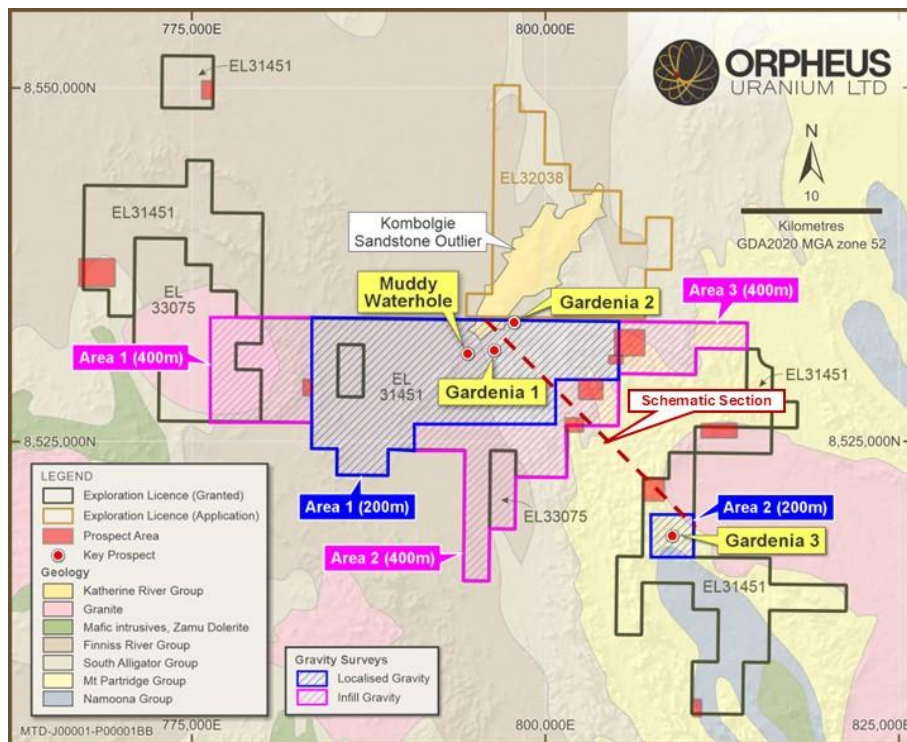 775,000E
800,000E
ORPHEUS
URANIUM LTD
EL31451
8,550,000N
N
10
Kilometres
GDA2020 MGA zone 52
EL32038
EL31451
Kombolgie
Sandstone Outlier
EL
33075
Muddy
Waterhole
Gardenia 2
Area 3 (400m)
Area 1 (400m)
EL
31451
Gardenia 1
EL31451
Schematic Section
8,525,000N
8,525,000N
LEGEND
Exploration Licence (Granted)
Exploration Licence (Application)
Prospect Area
Key Prospect
Geology
Katherine River Group
Granite
Mafic intrusives, Zamu Dolerite
Finniss River Group
South Alligator Group
Mt Partridge Group
Namoona Group
Area 1 (200m)
EL33075
Area 2 (200m)
Gardenia 3
Area 2 (400m)
EL31451
Gravity Surveys
Localised Gravity
Infill Gravity
MTD-J00001-P00001BB
775,000E
800,000E
825,000E